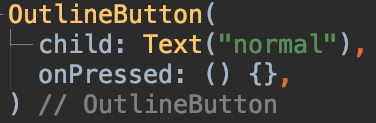 OutlineButton(
child: Text("normal"),
onPressed: () {},
) // OutlineButton